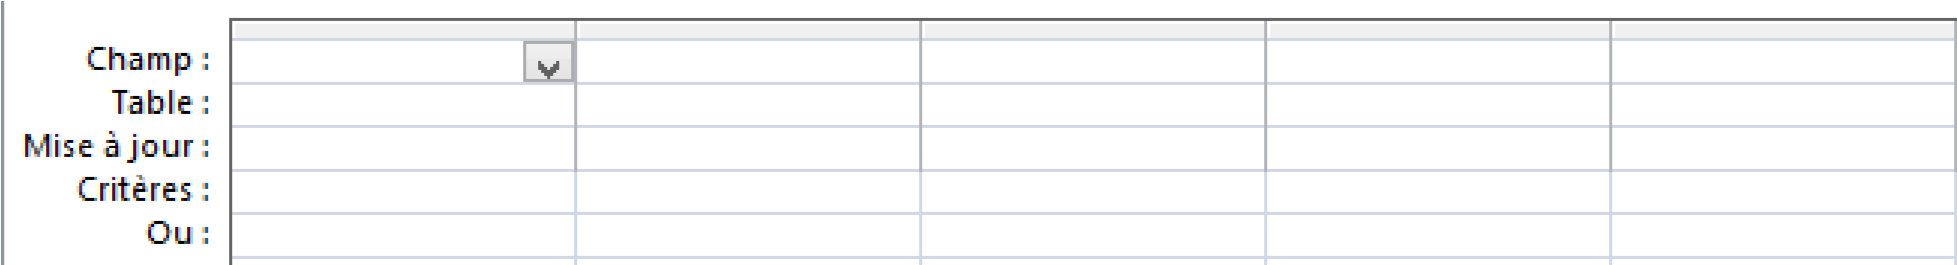 Champ :
Table :
Mise à jour :
Critères :
Ou :